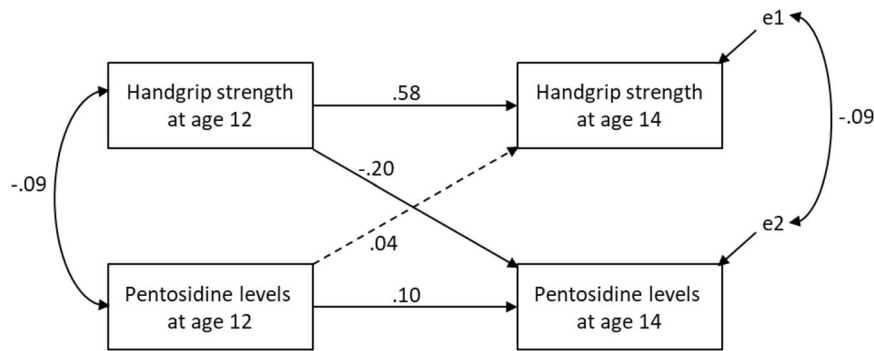 e1
Handgrip strength
at age 12
.58
Handgrip strength
at age 14
-.09
-.20
-.09
e2
.04
Pentosidine levels
at age 12
.10
Pentosidine levels
at age 14